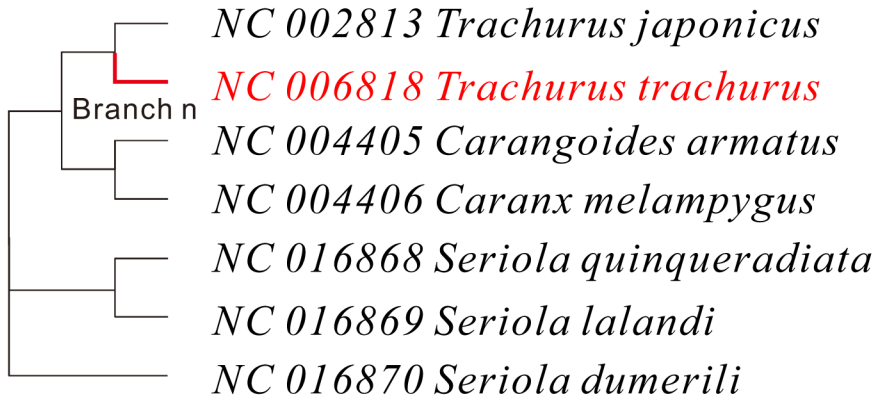 NC 002813 Trachurus japonicus
NC 006818 Trachurus trachurus
Branch n
NC 004405 Carangoides armatus
NC 004406 Caranx melampygus
NC 016868 Seriola quinqueradiata
NC 016869 Seriola lalandi
NC 016870 Seriola dumerili